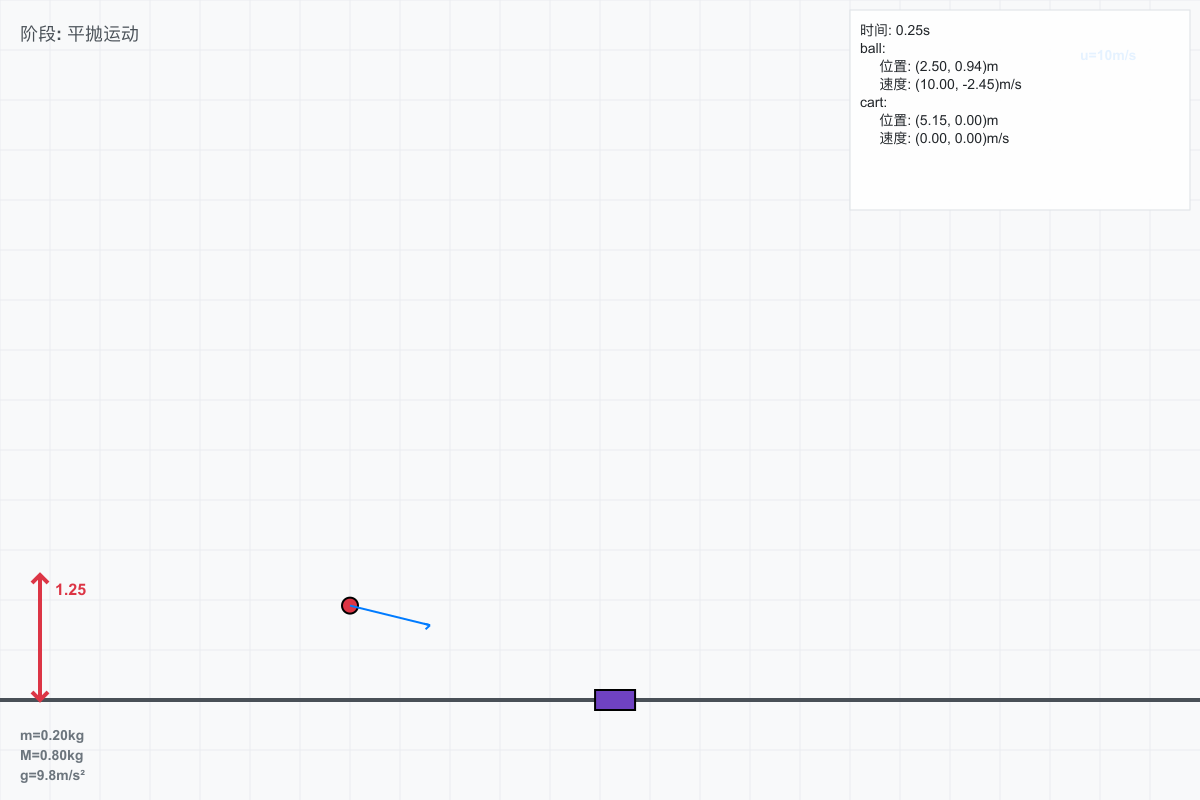 阶段: 平抛运动
时间: 0.25s
ball:
位置: (2.50, 0.94)m
u=10m/s
速度: (10.00, -2.45)m/s
cart:
位置: (5.15, 0.00)m
速度: (0.00, 0.00)m/s
1.25
m=0.20kg
M=0.80kg
g=9.8m/s²